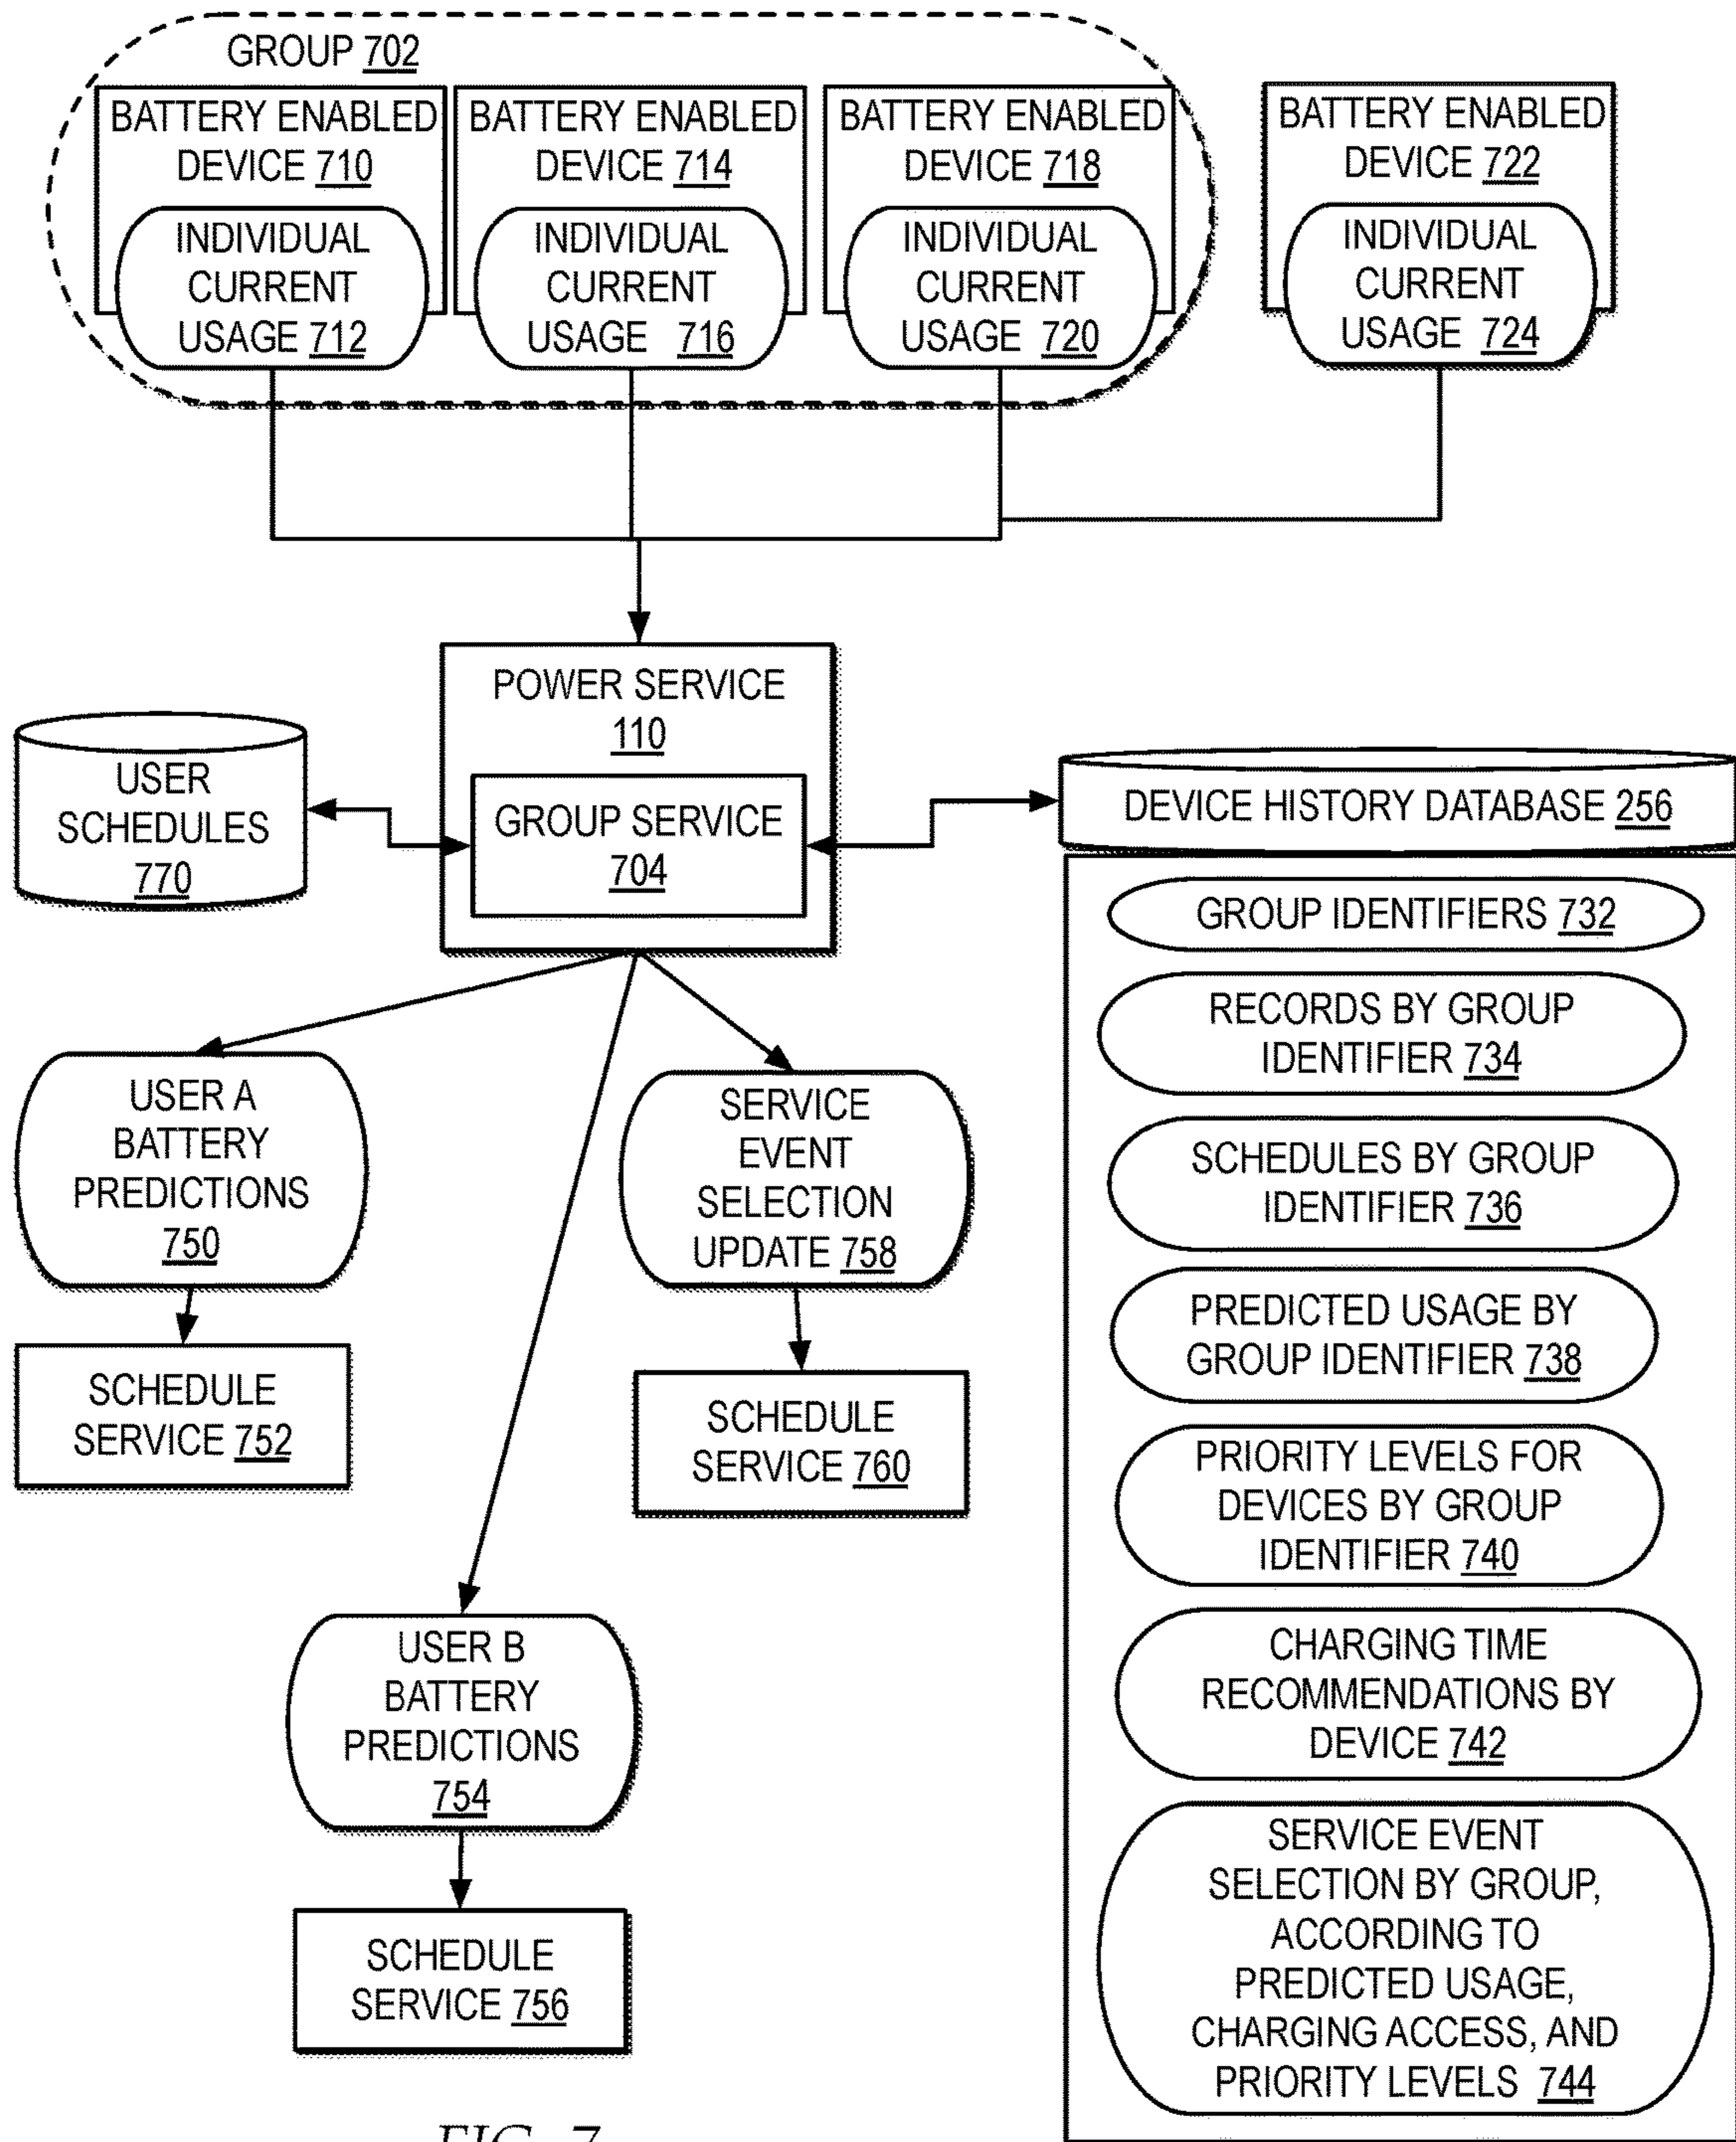 GROUP 702
BATTERY ENABLED
DEVICE 710
INDIVIDUAL
CURRENT
USAGE 712
BATTERY ENABLED
DEVICE 714
INDIVIDUAL
CURRENT
USAGE 716
BATTERY ENABLED
DEVICE 718
INDIVIDUAL
CURRENT
USAGE 720
BATTERY ENABLED
DEVICE 722
INDIVIDUAL
CURRENT
USAGE 724
POWER SERVICE
110
GROUP SERVICE
704
USER
SCHEDULES
770
DEVICE HISTORY DATABASE 256
GROUP IDENTIFIERS 732
RECORDS BY GROUP
IDENTIFIER 734
SCHEDULES BY GROUP
IDENTIFIER 736
PREDICTED USAGE BY
GROUP IDENTIFIER 738
PRIORITY LEVELS FOR
DEVICES BY GROUP
IDENTIFIER 740
CHARGING TIME
RECOMMENDATIONS BY
DEVICE 742
SERVICE EVENT
SELECTION BY GROUP,
ACCORDING TO
PREDICTED USAGE,
CHARGING ACCESS, AND
PRIORITY LEVELS 744
USER A
BATTERY
PREDICTIONS
750
SCHEDULE
SERVICE 752
SERVICE
EVENT
SELECTION
UPDATE 758
SCHEDULE
SERVICE 760
USER B
BATTERY
PREDICTIONS
754
SCHEDULE
SERVICE 756
FIG. 7